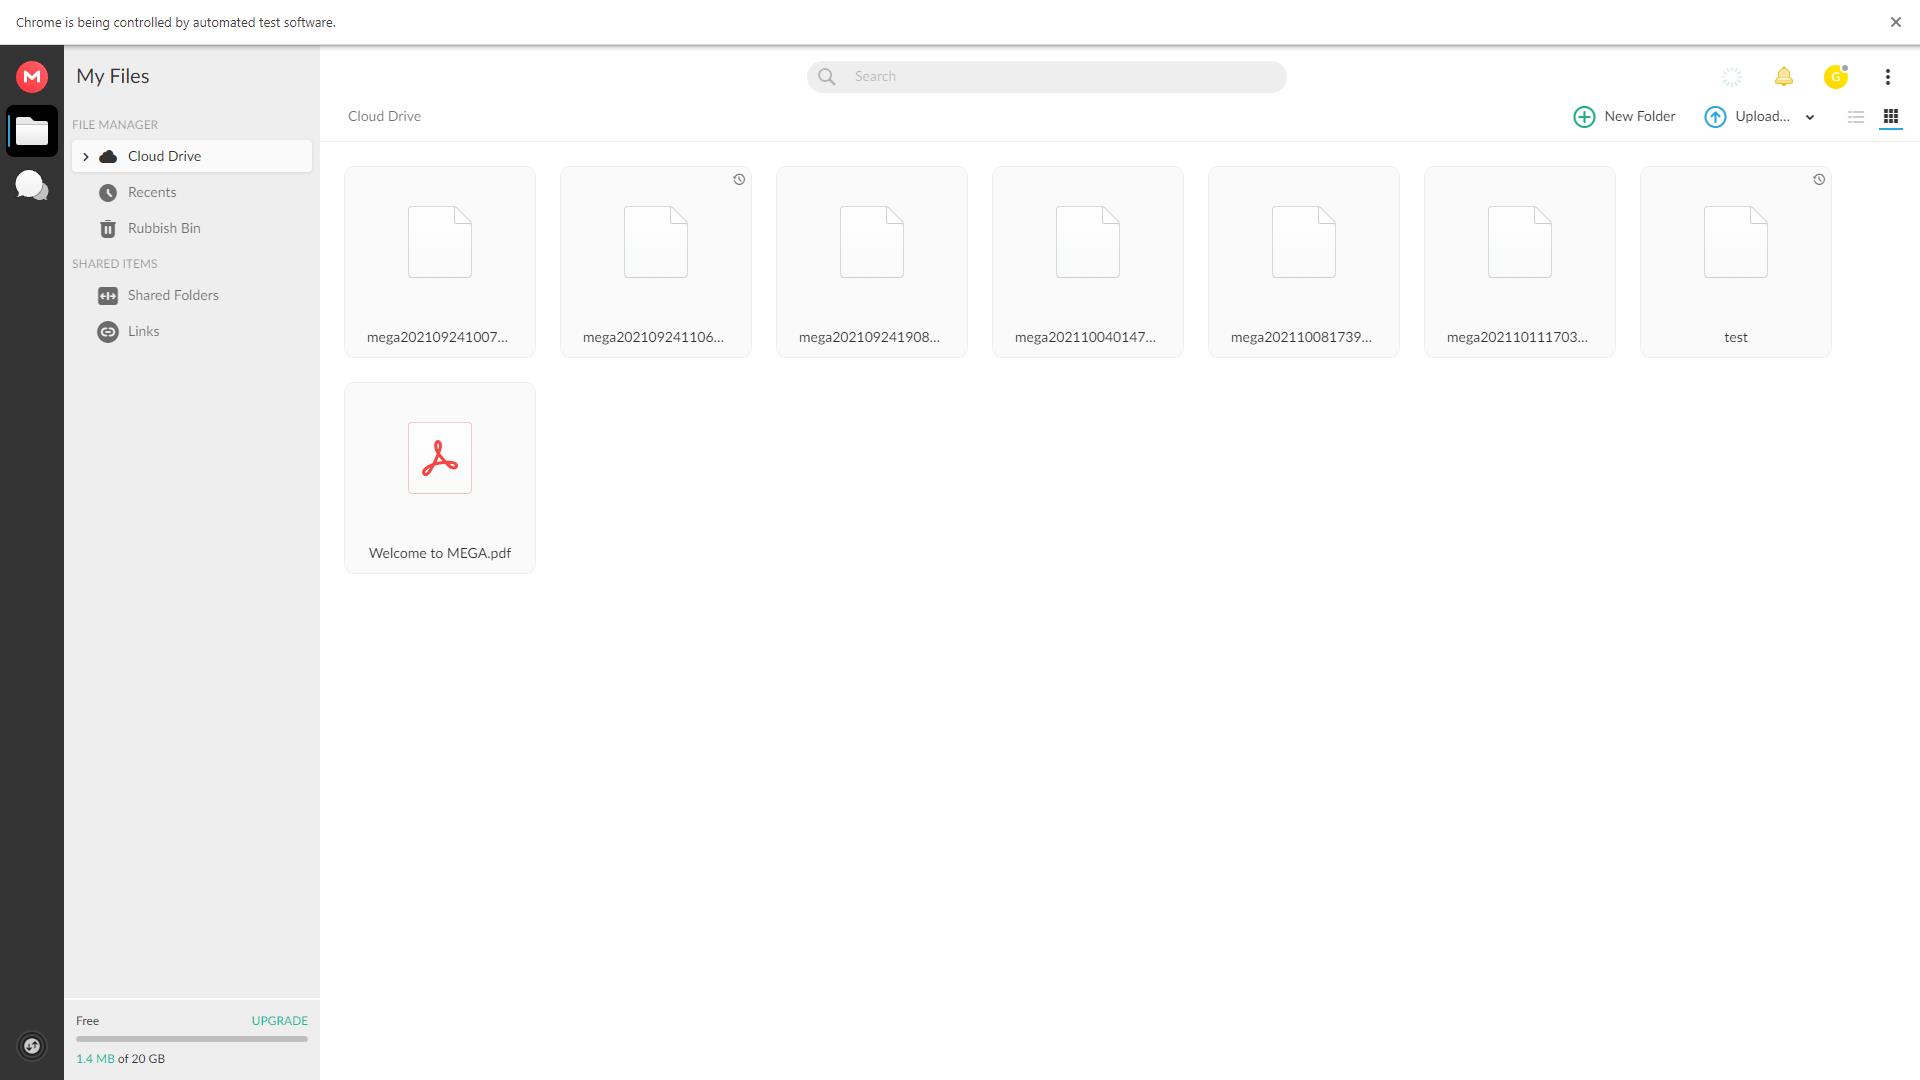 Chrome is being controlled by automated test software.
My Files
Search
G
Cloud Drive
New Folder
Upload...
FILE MANAGER
Cloud Drive
Recents
Rubbish Bin
SHARED ITEMS
Shared Folders
Links
mega202109241007...
mega202109241106...
mega202109241908...
mega202110040147...
mega202110081739...
mega202110111703...
test
Welcome to MEGA.pdf
Free
UPGRADE
1.4 MB of 20 GB